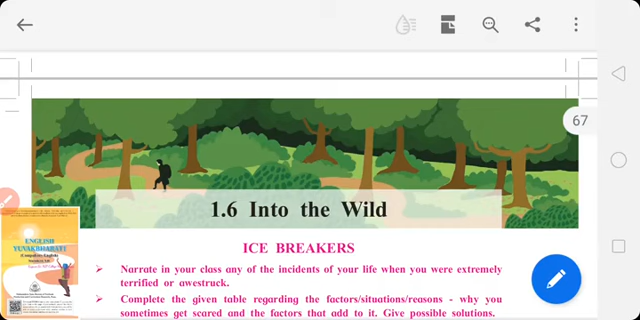 67
1.6 Into the Wild
ICE BREAKERS
➢ Narrate in your class any of the incidents of your life when you were extremely
terrified or awestruck.
➢ Complete the given table regarding the factors/situations/reasons - why you
sometimes get scared and the factors that add to it. Give possible solutions.
ENGLISH
YUVAKBHARATI